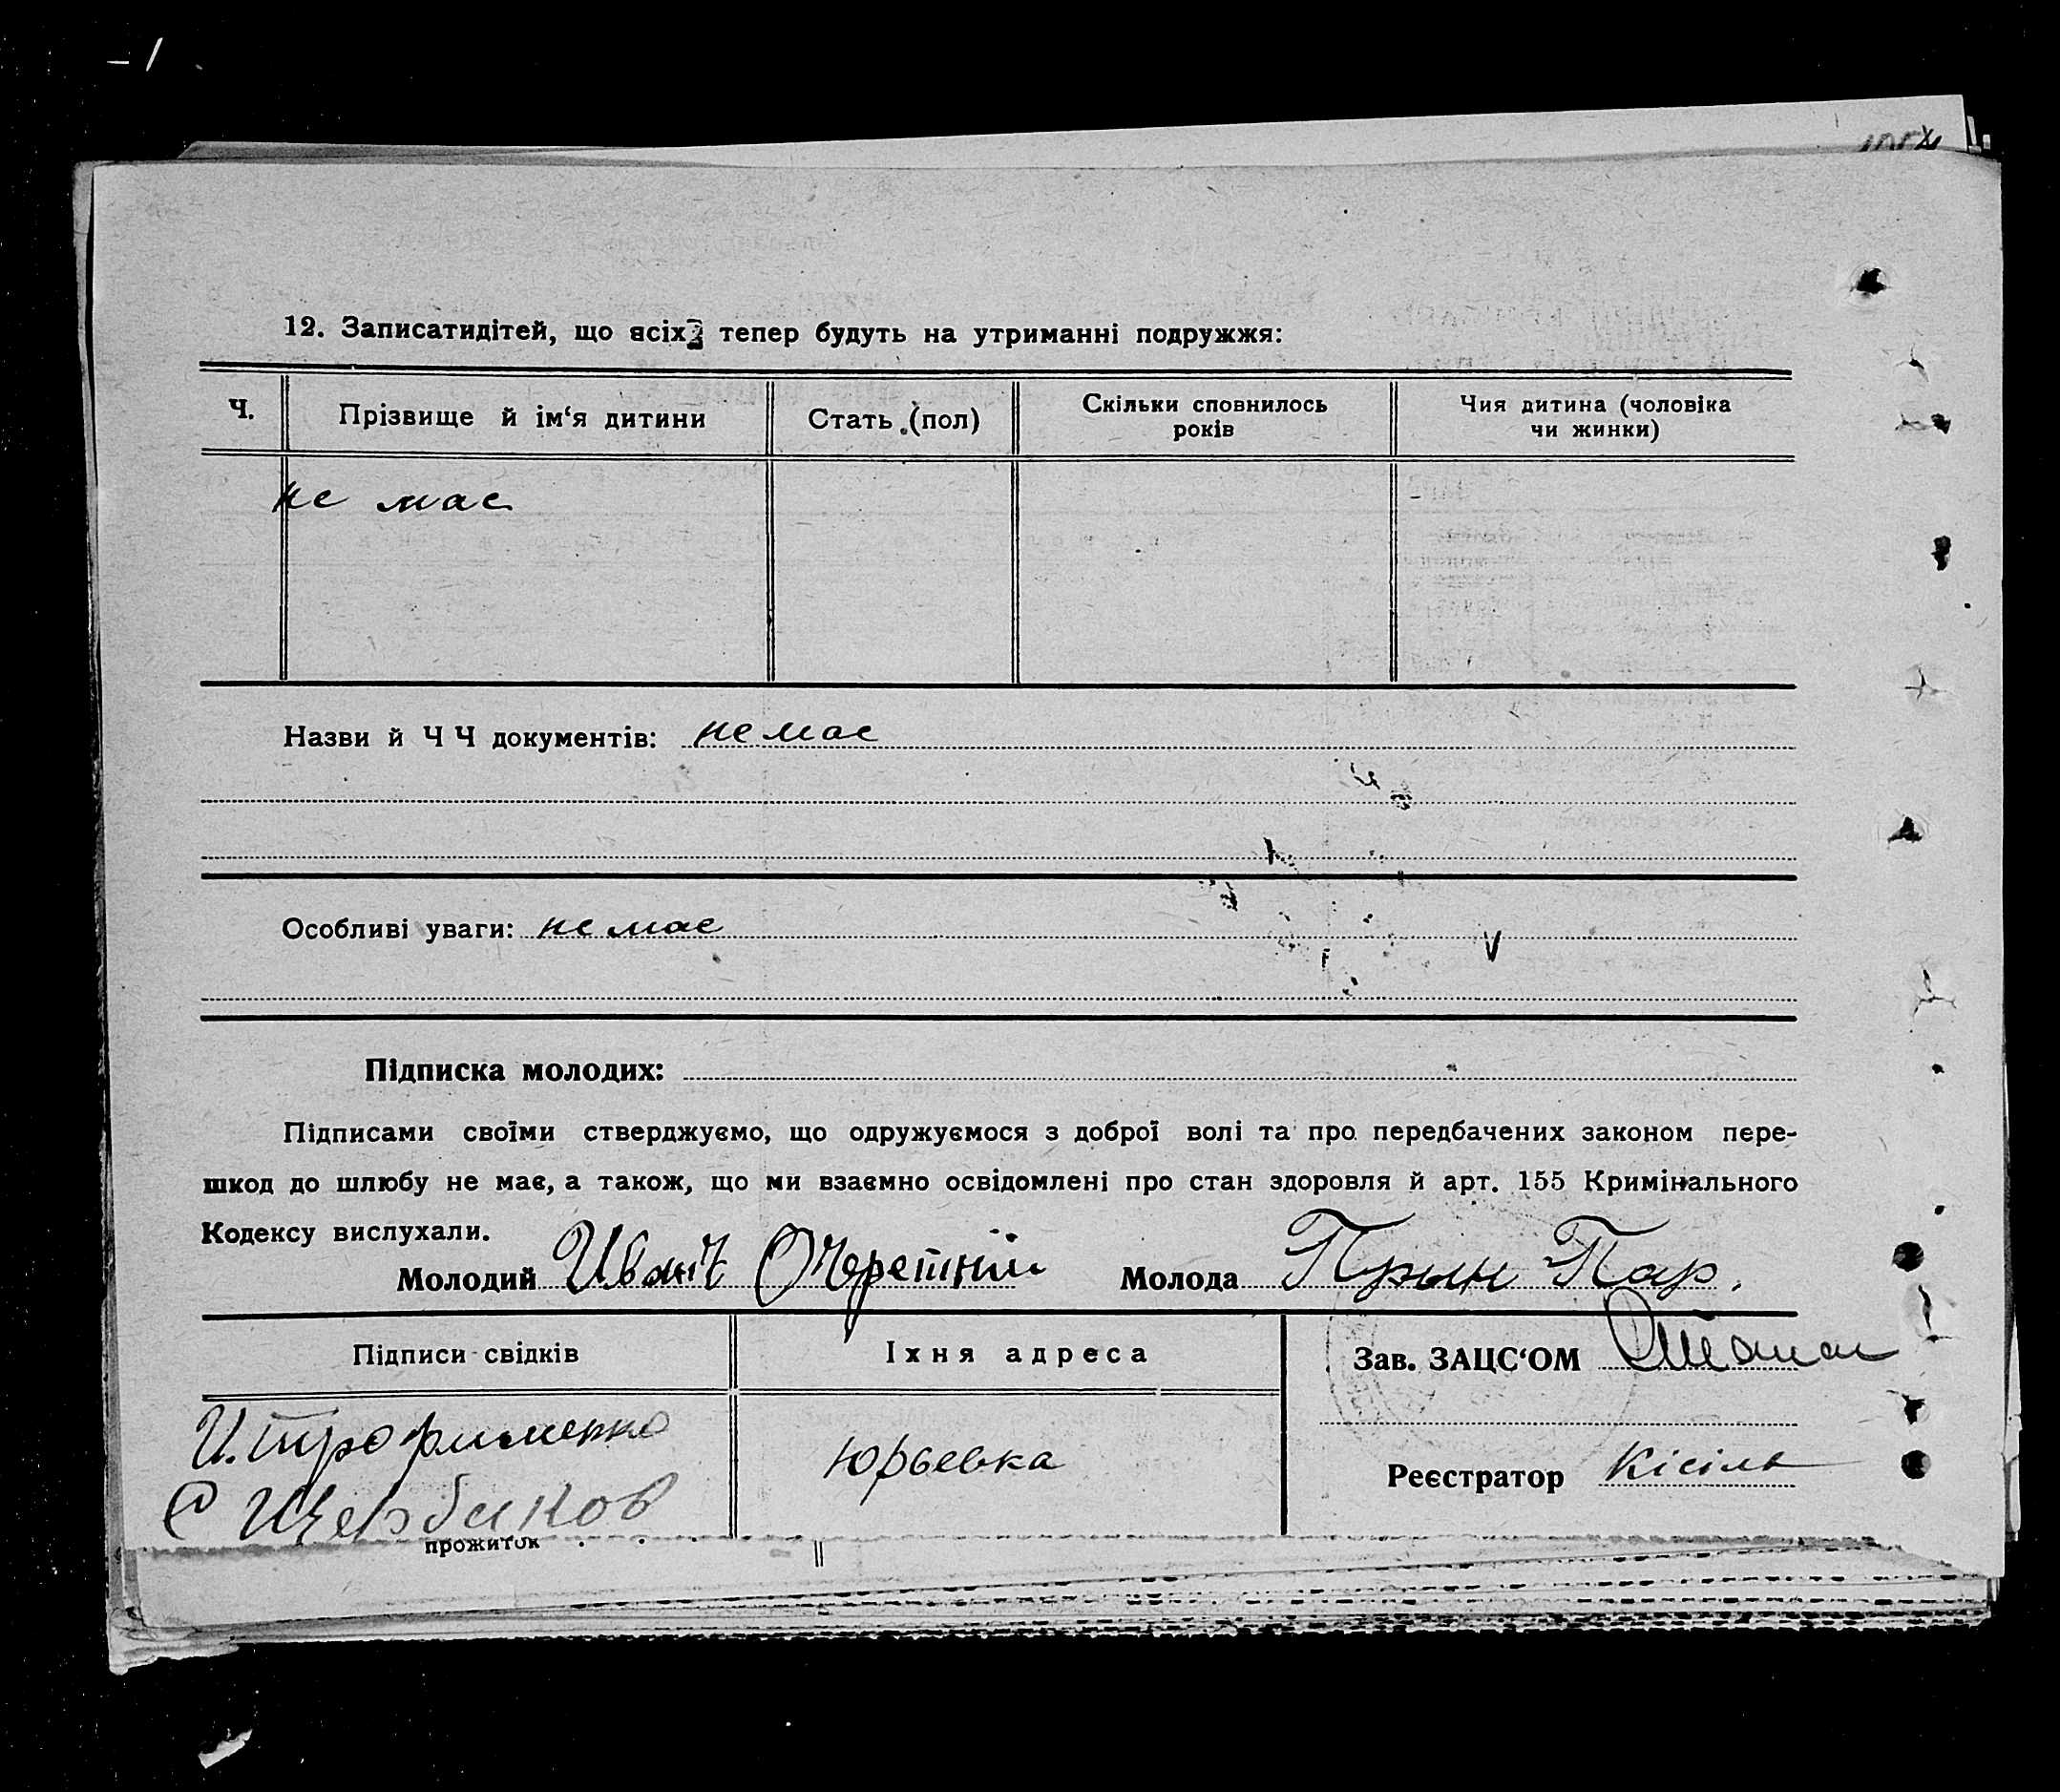 12. Записатидітей, що всіх тепер будуть на утриманні подружжя:
Ч. Прізвище й ім‘я дитини Стать (пол) Скільки сповнилось років Чия дитина (чоловіка чи жинки)
не має
Назви й Ч Ч документів: не має
Особливі уваги: не має
Підписка молодих:
Підписами своїми стверджуємо, що одружуємося з доброї волі та про передбачених законом пере-
шкод до шлюбу не має, а також, що ми взаємно освідомлені про стан здоровля й арт. 155 Кримінального
Кодексу вислухали.
Молодий Очеретний Молода Пар.
Підписи свідків Їхня адреса Зав. ЗАЦС‘ОМ
И. Трофименко
Юрьевка
Реєстратор Кісіль
С Щербаков
прожиток